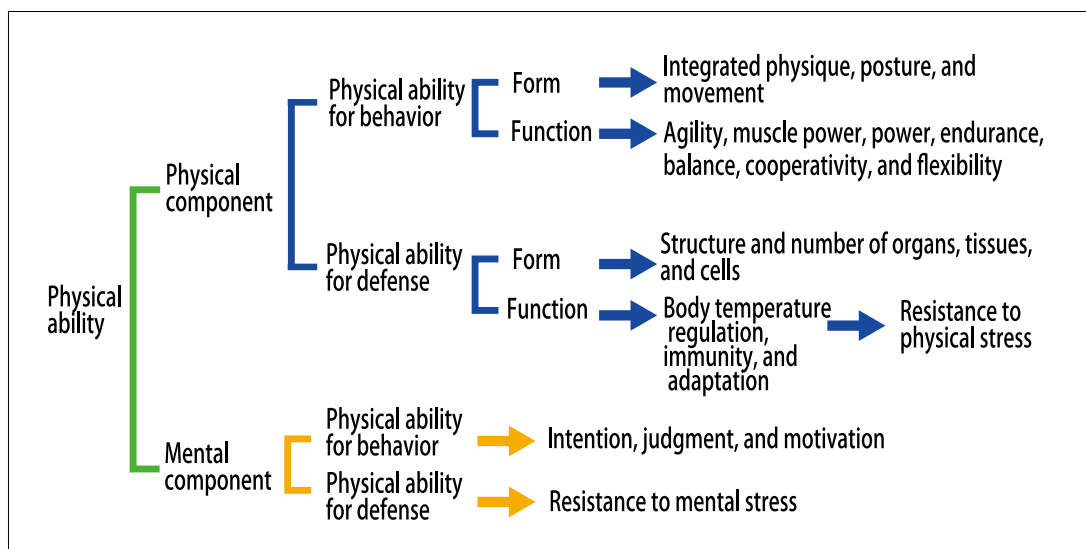 Physical
ability
Physical
component
Physical ability
for behavior
Form
Integrated physique, posture, and
movement
Function
Agility, muscle power, power, endurance,
balance, cooperativity, and flexibility
Physical ability
for defense
Form
Structure and number of organs, tissues,
and cells
Function
Body temperature
regulation,
immunity, and
adaptation
Resistance to
physical stress
Mental
component
Physical ability
for behavior
Intention, judgment, and motivation
Physical ability
for defense
Resistance to mental stress